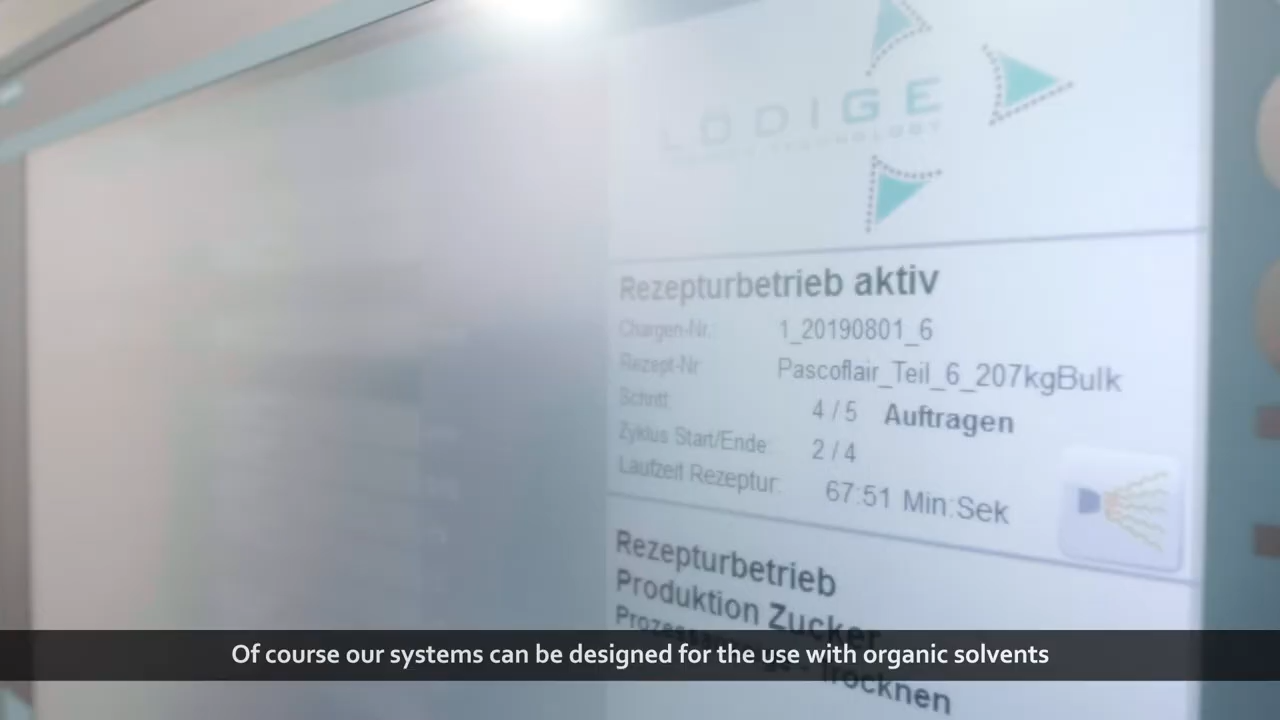 LÖDIGE
Rezepturbetrieb aktiv
Chargen-Nr. 1_20190801_6
Rezept-Nr Pascoflair_Teil_6_207kgBulk
Schritt 4 / 5 Auftragen
Zyklus Start/Ende: 2 / 4
Laufzeit Rezeptur: 67:51 Min:Sek
Rezepturbetrieb
Produktion Zucker
Trocknen
Of course our systems can be designed for the use with organic solvents